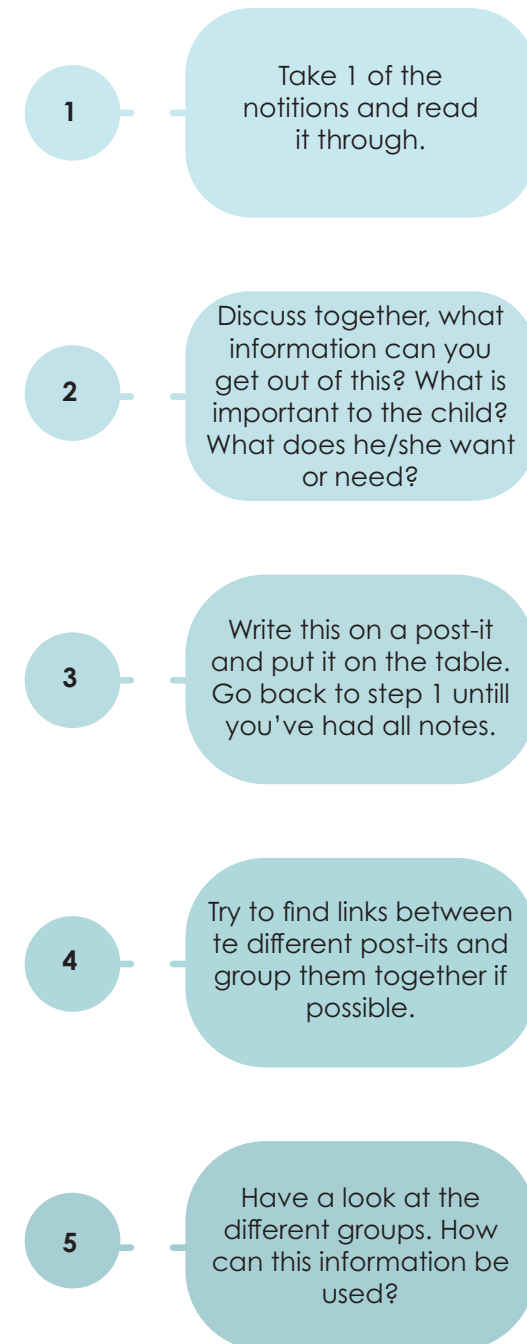 1
Take 1 of the
notitions and read
it through.
2
Discuss together, what
information can you
get out of this? What is
important to the child?
What does he/she want
or need?
3
Write this on a post-it
and put it on the table.
Go back to step 1 untill
you've had all notes.
4
Try to find links between
te different post-its and
group them together if
possible.
5
Have a look at the
different groups. How
can this information be
used?